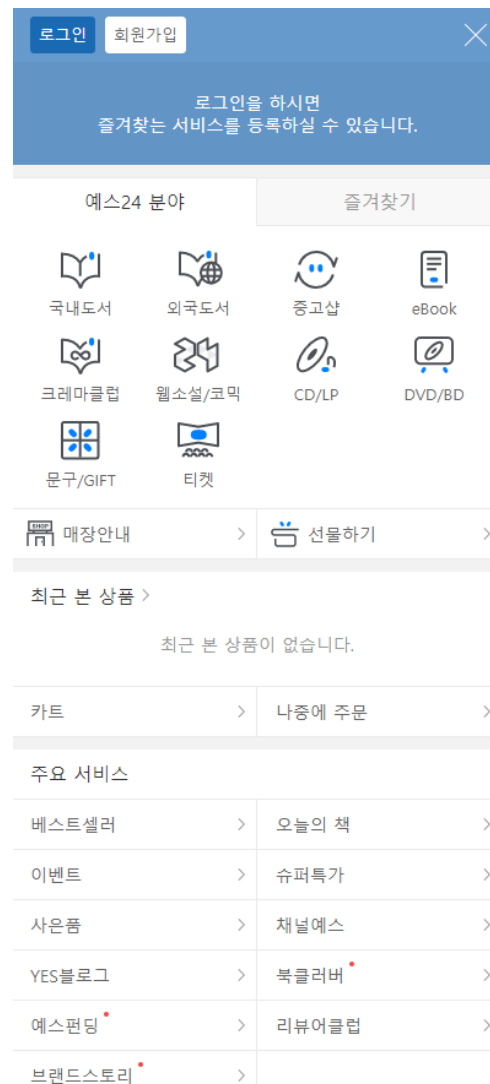 로그인 회원가입
로그인을 하시면
즐겨찾는 서비스를 등록하실 수 있습니다.
예스24 분야 즐겨찾기
국내도서 외국도서 중고샵 eBook
크레마클럽 웹소설/코믹 CD/LP DVD/BD
문구/GIFT 티켓
SHOP 매장안내 선물하기
최근 본 상품
최근 본 상품이 없습니다.
카트 나중에 주문
주요 서비스
베스트셀러 오늘의 책
이벤트 슈퍼특가
사은품 채널예스
YES블로그 북클러버
예스펀딩 리뷰어클럽
브랜드스토리